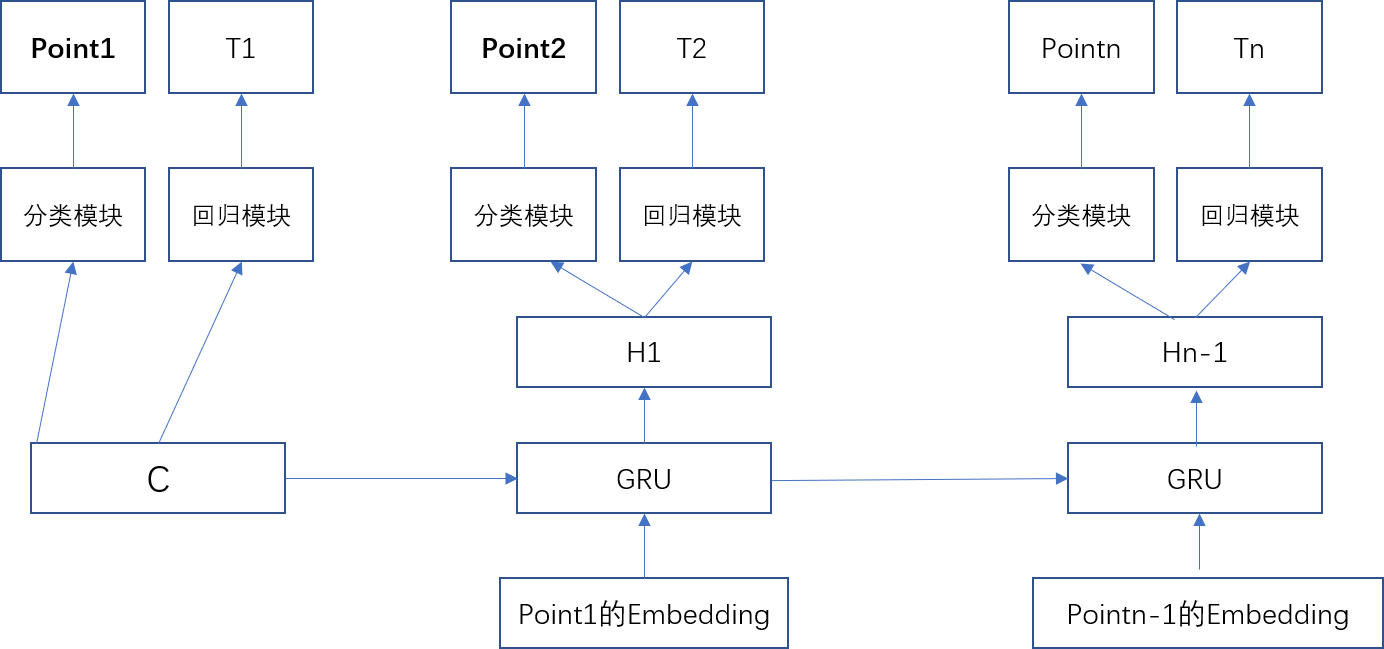 Point1
T1
Point2
T2
Pointn
Tn
分类模块
回归模块
分类模块
回归模块
分类模块
回归模块
H1
Hn-1
C
GRU
GRU
Point1的Embedding
Pointn-1的Embedding